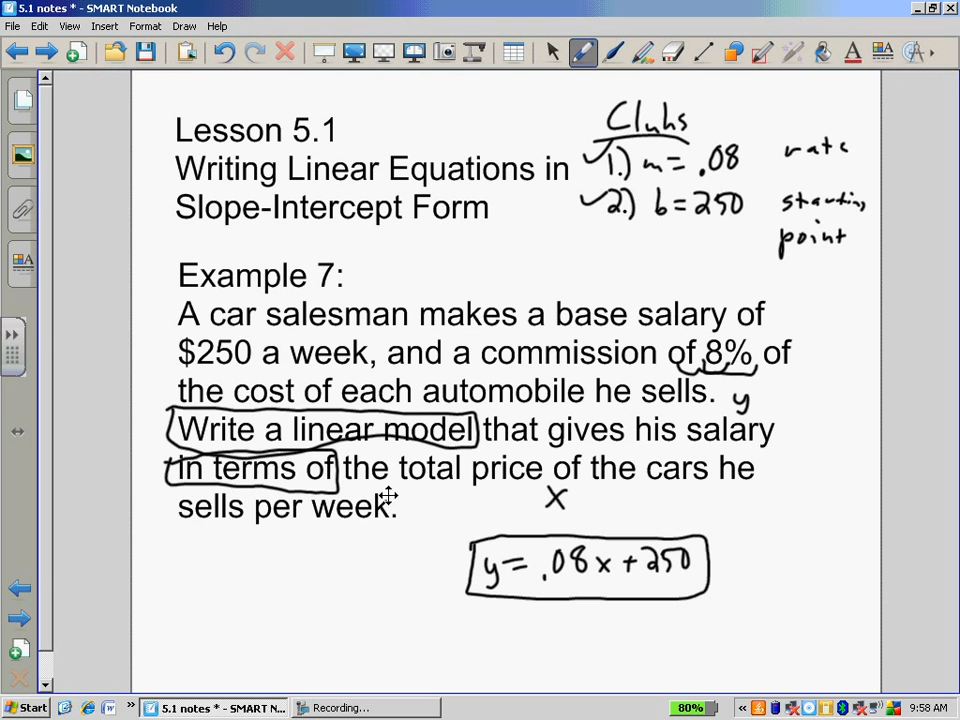 5.1 notes * - SMART Notebook
File Edit View Insert Format Draw Help
Lesson 5.1
Writing Linear Equations in
Slope-Intercept Form
Clubs
1.) m = .08 rate
2.) b = 250 starting
point
Example 7:
A car salesman makes a base salary of
$250 a week, and a commission of 8% of
the cost of each automobile he sells.
y
Write a linear model that gives his salary
in terms of the total price of the cars he
sells per week.
x
y = .08x + 250
Start 5.1 notes * - SMART N... Recording... 80% 9:58 AM